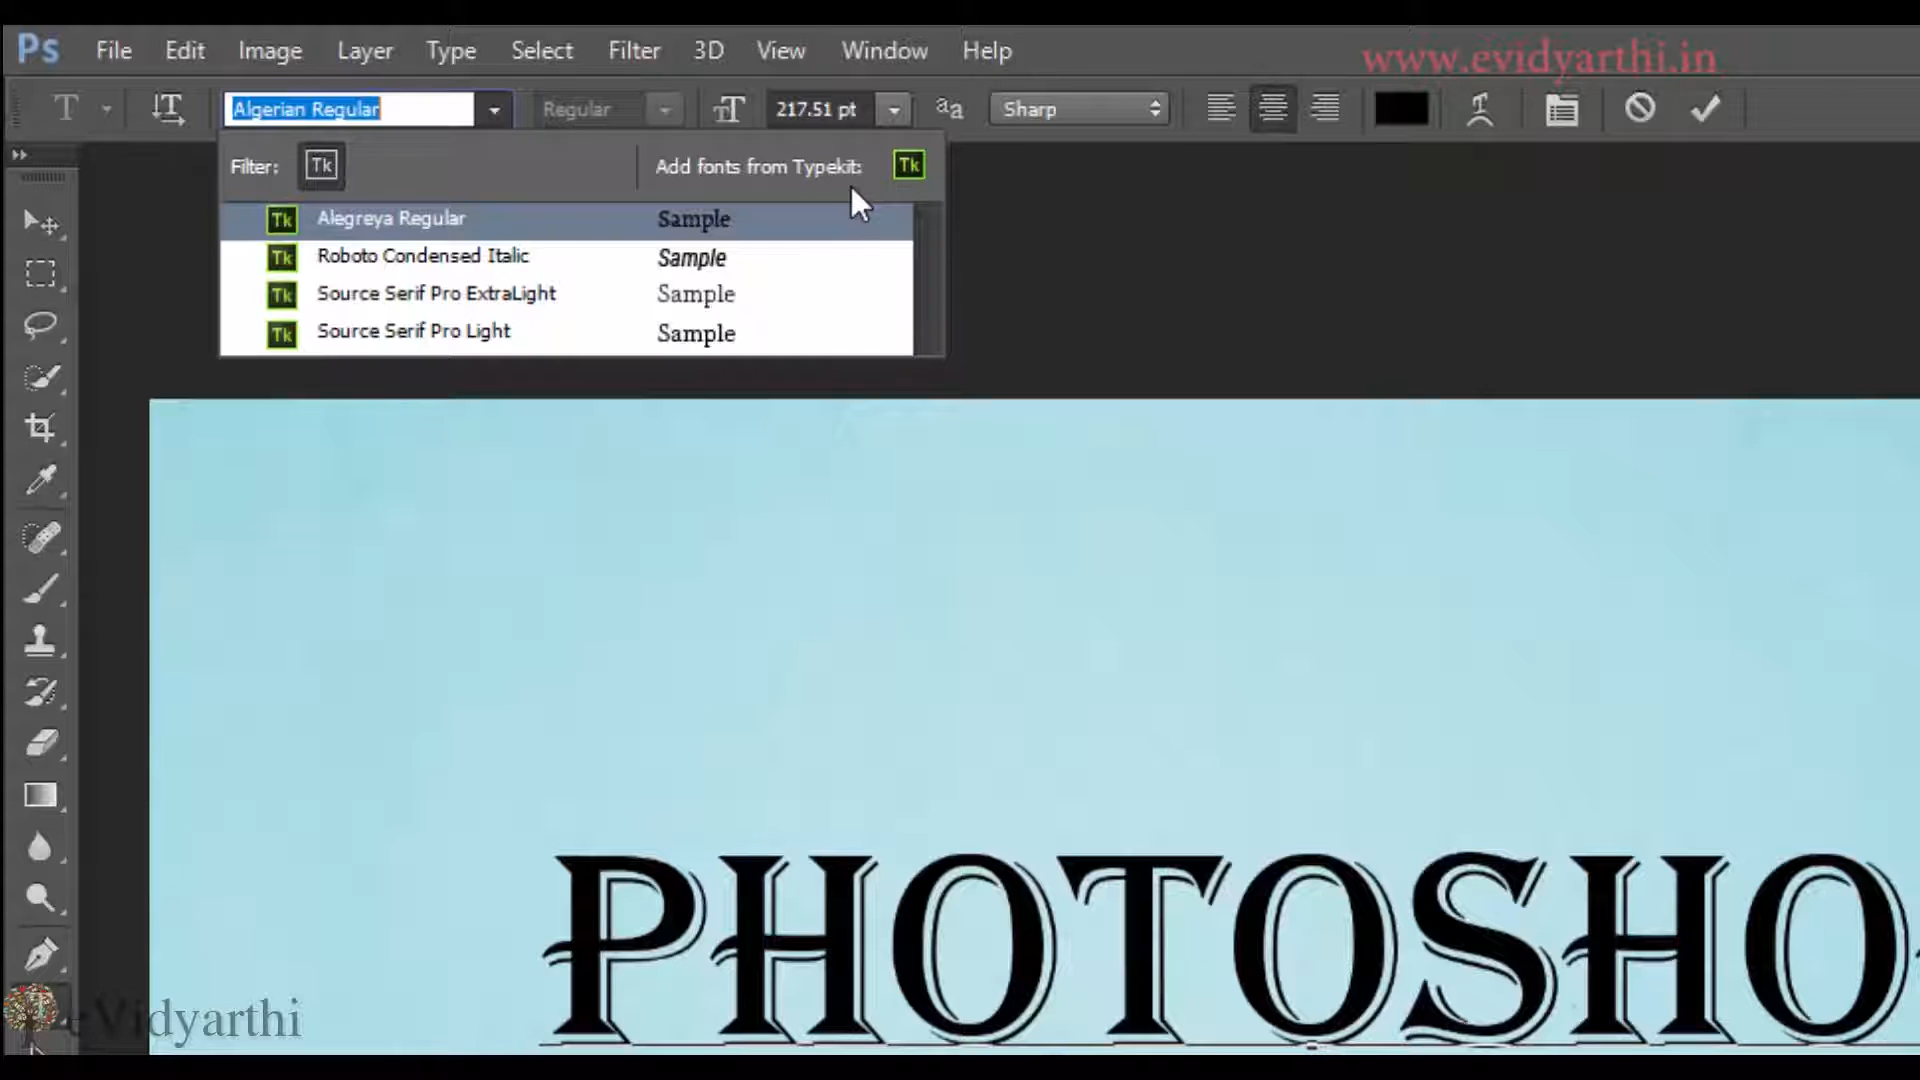 Ps File Edit Image Layer Type Select Filter 3D View Window Help
www.evidyarthi.in
T Algerian Regular Regular 217.51 pt aa Sharp
Filter: Tk Add fonts from Typekit: Tk
Tk Alegreya Regular Sample
Tk Roboto Condensed Italic Sample
Tk Source Serif Pro ExtraLight Sample
Tk Source Serif Pro Light Sample
PHOTOSHO
eVidyarthi